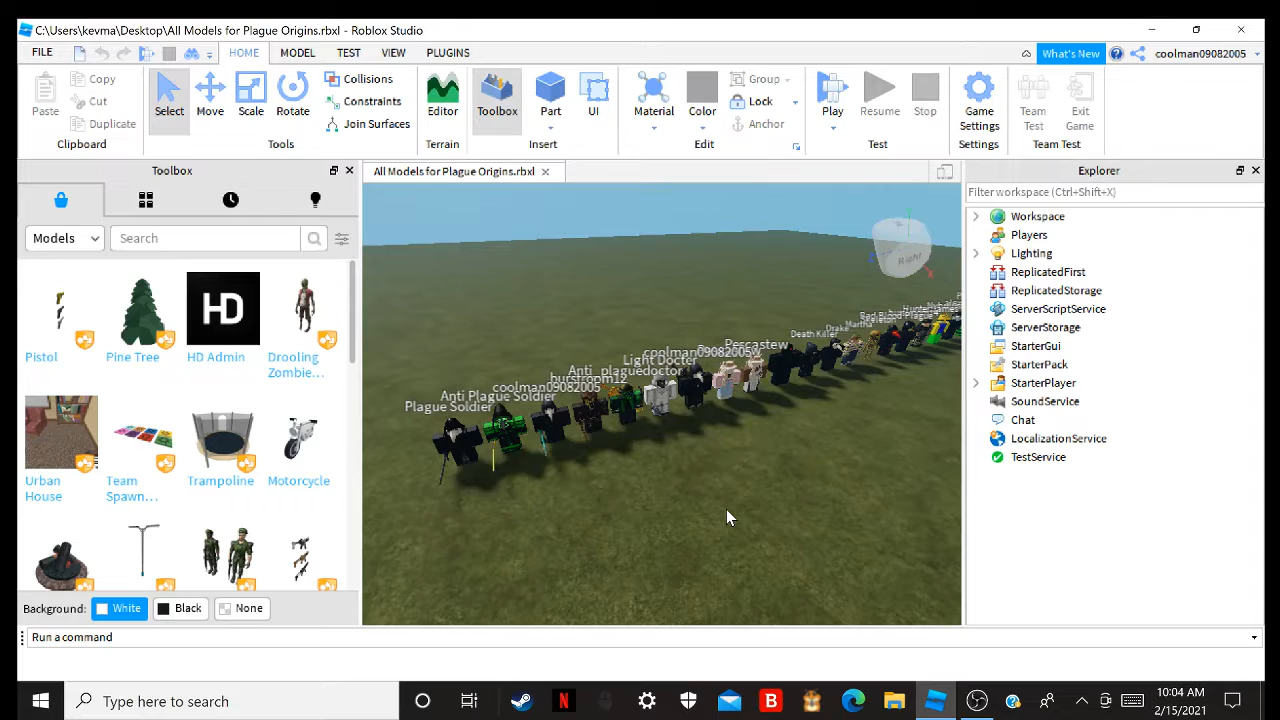 C:\Users\kevma\Desktop\All Models for Plague Origins.rbxl - Roblox Studio
FILE HOME MODEL TEST VIEW PLUGINS What's New coolman09082005
Paste Copy Cut Duplicate
Select Move Scale Rotate Collisions Constraints Join Surfaces
Editor Toolbox Part UI
Material Color Group Lock Anchor
Play Resume Stop Game Settings Team Test Exit Game
Clipboard Tools Terrain Insert Edit Test Settings Team Test
Toolbox
Models Search
Pistol Pine Tree HD Admin Drooling Zombie...
HD
Urban House Team Spawn... Trampoline Motorcycle
Background: White Black None
Run a command
All Models for Plague Origins.rbxl
Right
X
Plague Soldier
Anti Plague Soldier
coolman09082005
burstropm12
Anti_plaguedoctor
Light Docter
coolman09082005
Pescastew
Death Killer
Drake
Martha
Explorer
Filter workspace (Ctrl+Shift+X)
Workspace
Players
Lighting
ReplicatedFirst
ReplicatedStorage
ServerScriptService
ServerStorage
StarterGui
StarterPack
StarterPlayer
SoundService
Chat
LocalizationService
TestService
Type here to search
N
B
10:04 AM
2/15/2021